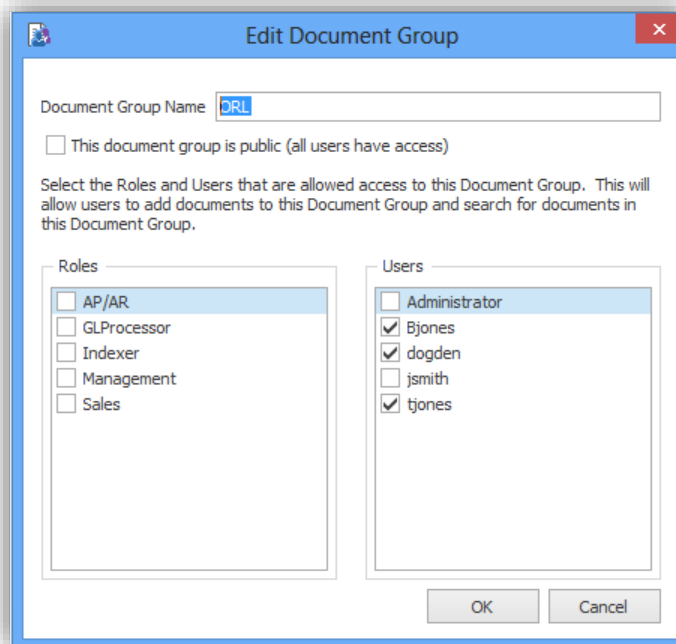 Edit Document Group
Document Group Name ORL
This document group is public (all users have access)
Select the Roles and Users that are allowed access to this Document Group. This will
allow users to add documents to this Document Group and search for documents in
this Document Group.
Roles
AP/AR
GLProcessor
Indexer
Management
Sales
Users
Administrator
Bjones
dogden
jsmith
tjones
OK
Cancel